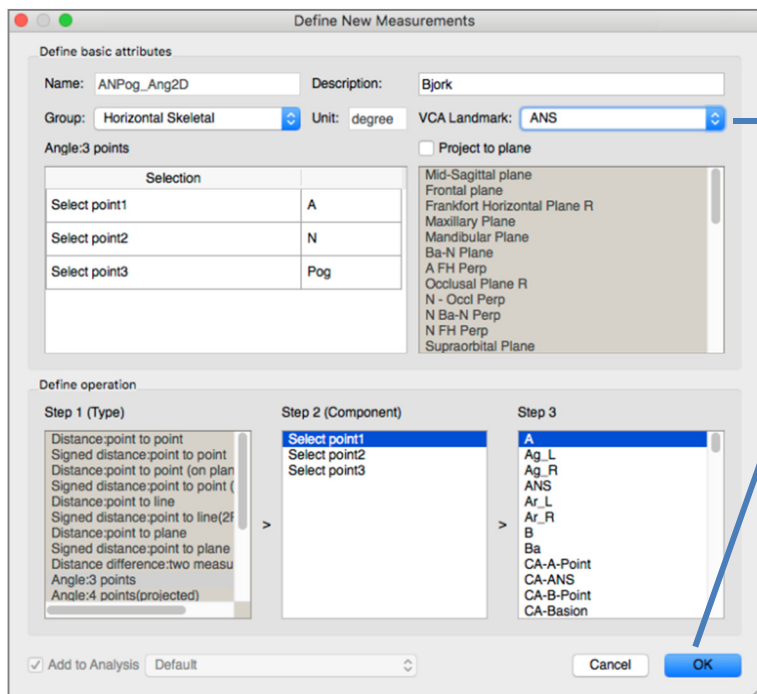 Define New Measurements
Define basic attributes
Name: ANPog_Ang2D Description: Bjork
Group: Horizontal Skeletal Unit: degree VCA Landmark: ANS
Angle:3 points Project to plane
Selection
Select point1 A
Select point2 N
Select point3 Pog
Mid-Sagittal plane
Frontal plane
Frankfort Horizontal Plane R
Maxillary Plane
Mandibular Plane
Ba-N Plane
A FH Perp
Occlusal Plane R
N - Occl Perp
N Ba-N Perp
N FH Perp
Supraorbital Plane
Define operation
Step 1 (Type)
Distance:point to point
Signed distance:point to point
Distance:point to point (on plan
Signed distance:point to point (
Distance:point to line
Signed distance:point to line(2F
Distance:point to plane
Signed distance:point to plane
Distance difference:two measu
Angle:3 points
Angle:4 points(projected)
>
Step 2 (Component)
Select point1
Select point2
Select point3
>
Step 3
A
Ag_L
Ag_R
ANS
Ar_L
Ar_R
B
Ba
CA-A-Point
CA-ANS
CA-B-Point
CA-Basion
Add to Analysis Default Cancel OK